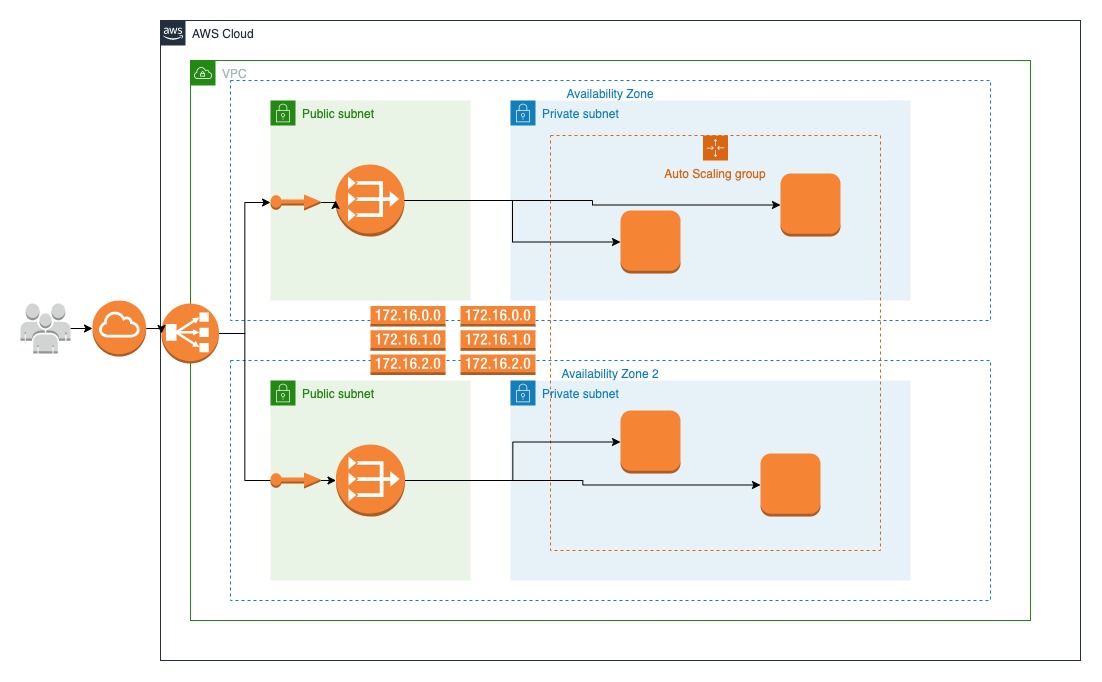 aws
AWS Cloud
VPC
Availability Zone
Public subnet
Private subnet
Auto Scaling group
172.16.0.0
172.16.0.0
172.16.1.0
172.16.1.0
172.16.2.0
172.16.2.0
Availability Zone 2
Public subnet
Private subnet